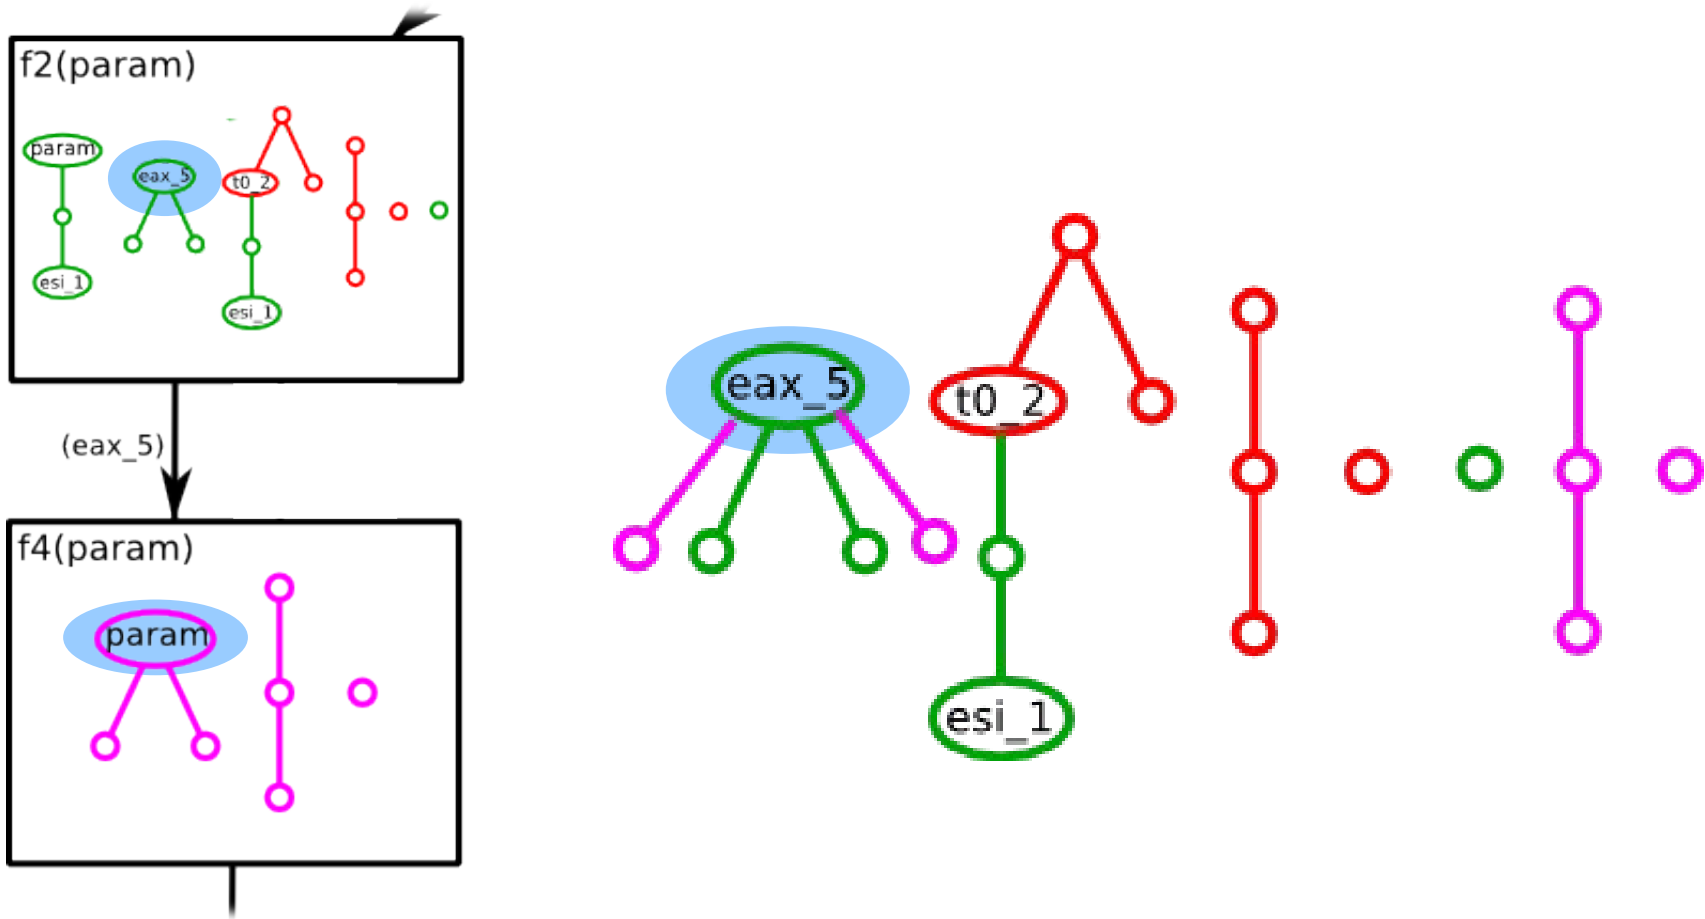 f2(param)
param
eax_5
t0_2
esi_1
esi_1
(eax_5)
f4(param)
param
eax_5
t0_2
esi_1